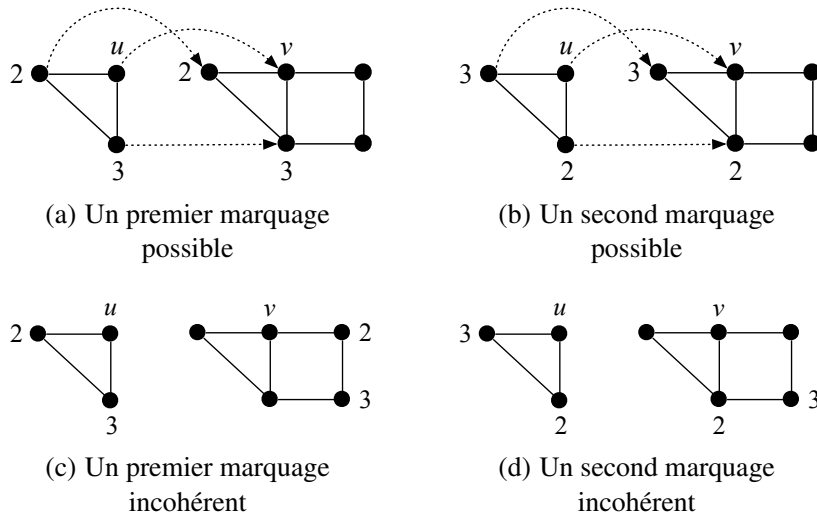 u v
2 2
3 3
(a) Un premier marquage
possible
u v
3 3
2 2
(b) Un second marquage
possible
u v
2 2
3 3
(c) Un premier marquage
incohérent
u v
3
3
2 2
(d) Un second marquage
incohérent